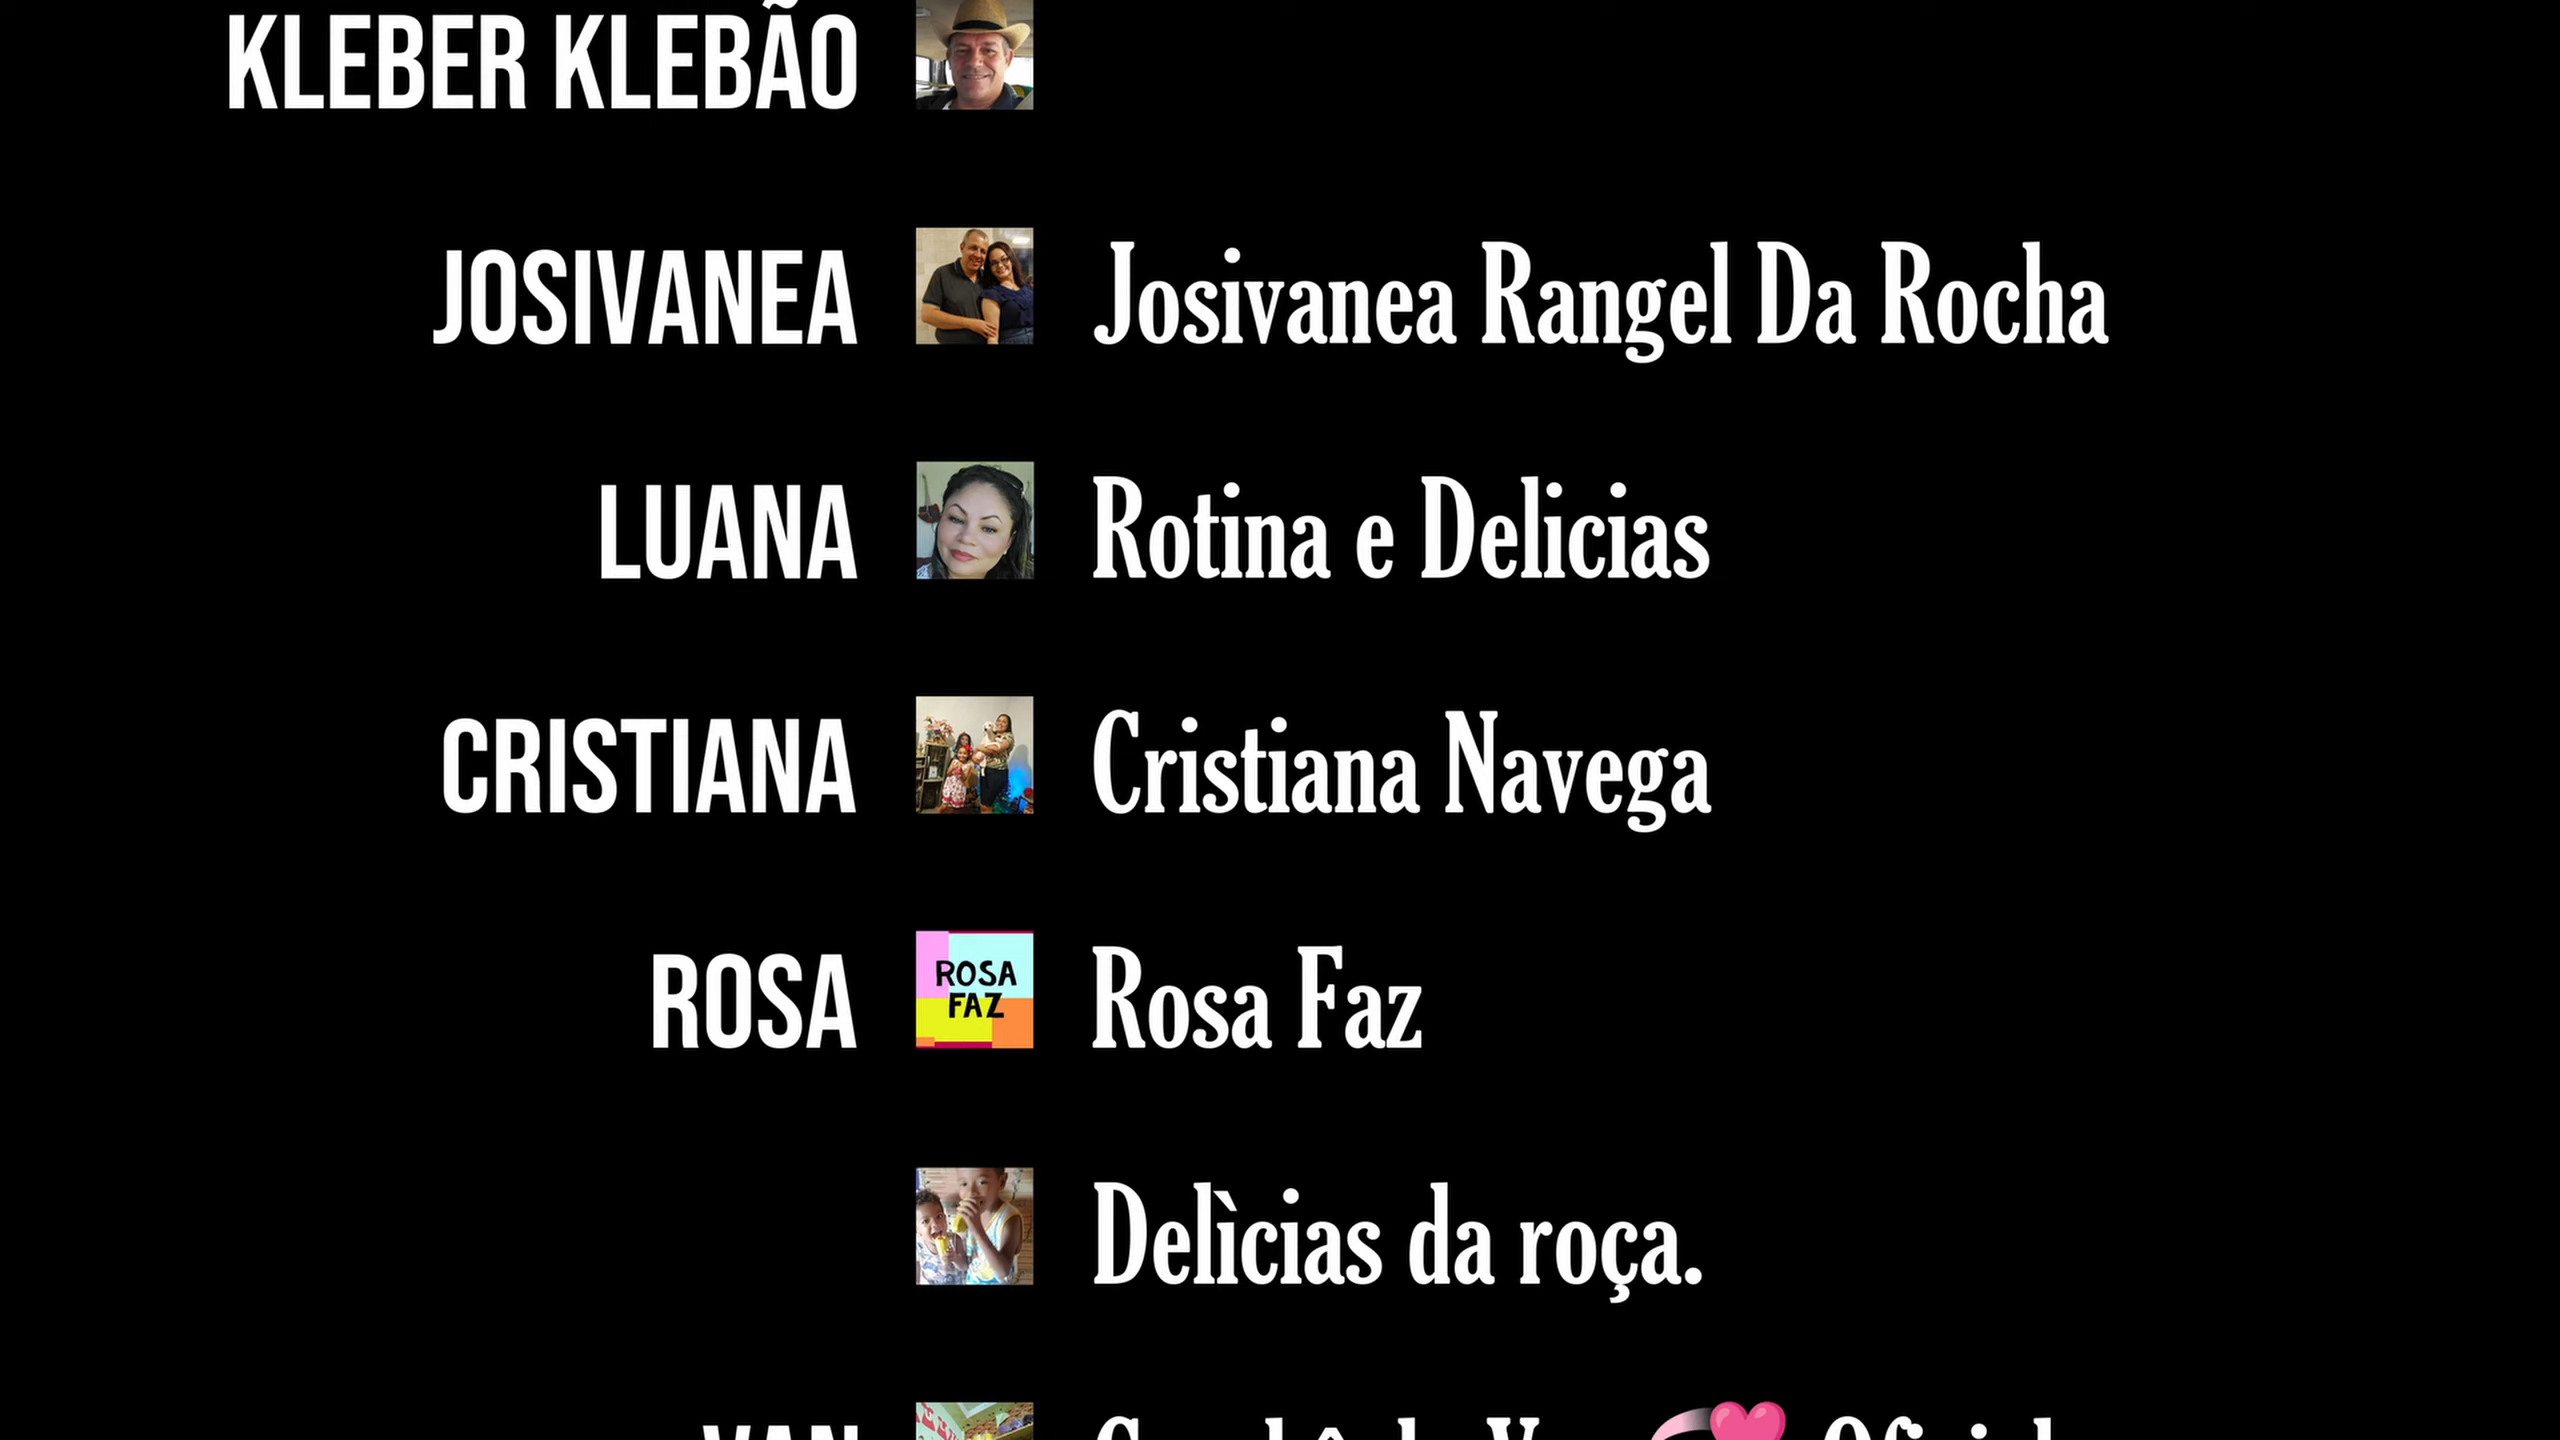 KLEBER KLEBÃO
JOSIVANEA Josivanea Rangel Da Rocha
LUANA Rotina e Delicias
CRISTIANA Cristiana Navega
ROSA ROSA FAZ Rosa Faz
Delìcias da roça.
VAN